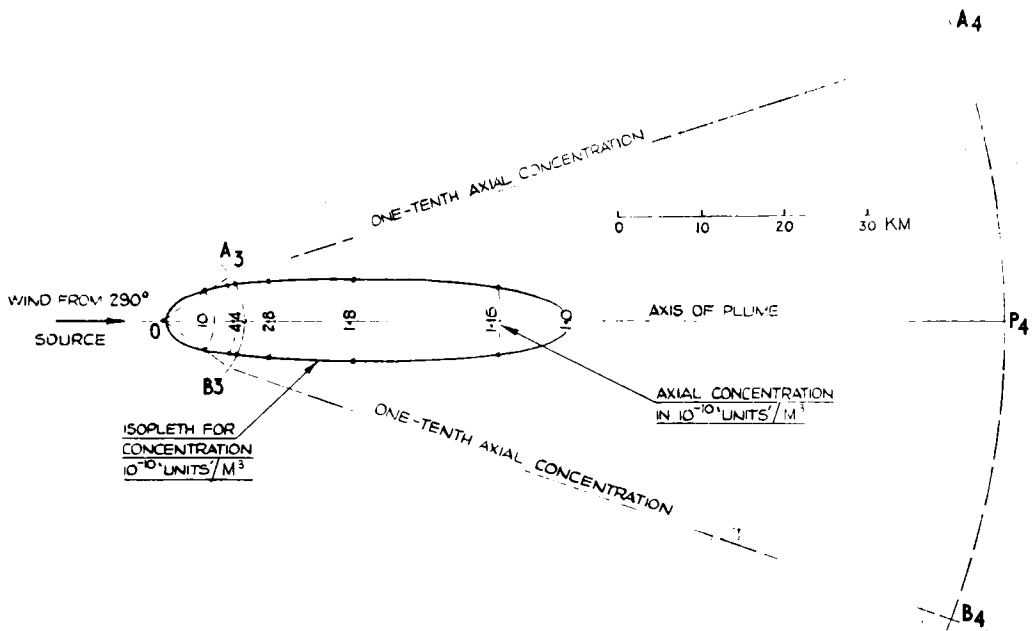 A4
ONE-TENTH AXIAL CONCENTRATION
0 10 20 30 KM
A3
WIND FROM 290°
SOURCE
O
10
4·4
2·8
1·8
1·16
1·0
AXIS OF PLUME
P4
B3
AXIAL CONCENTRATION
IN 10⁻¹⁰ 'UNITS'/M³
ISOPLETH FOR
CONCENTRATION
10⁻¹⁰ 'UNITS'/M³
ONE-TENTH AXIAL CONCENTRATION
B4